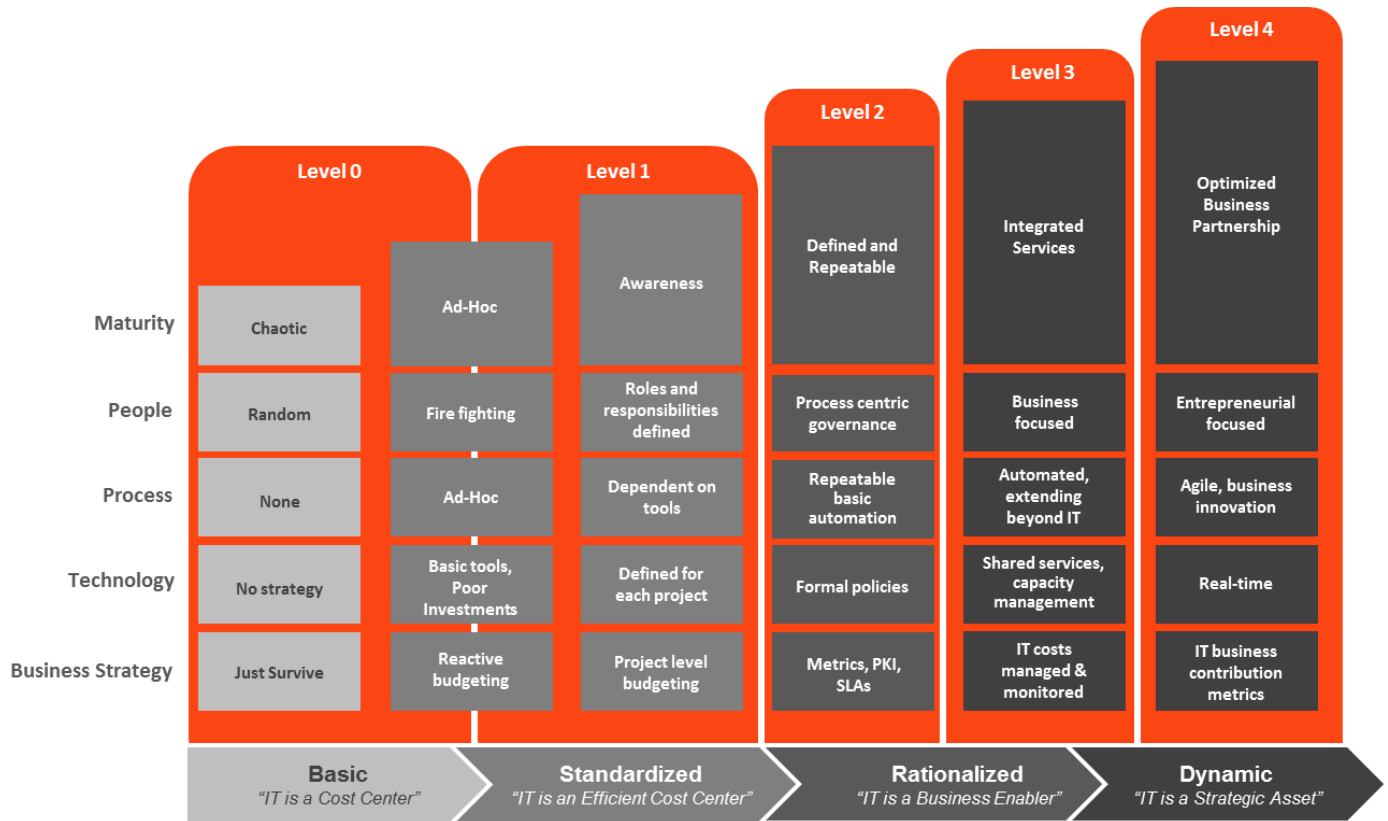 Level 0
Level 1
Level 2
Level 3
Level 4
Maturity
Chaotic
Ad-Hoc
Awareness
Defined and
Repeatable
Integrated
Services
Optimized
Business
Partnership
People
Random
Fire fighting
Roles and
responsibilities
defined
Process centric
governance
Business
focused
Entrepreneurial
focused
Process
None
Ad-Hoc
Dependent on
tools
Repeatable
basic
automation
Automated,
extending
beyond IT
Agile, business
innovation
Technology
No strategy
Basic tools,
Poor
Investments
Defined for
each project
Formal policies
Shared services,
capacity
management
Real-time
Business Strategy
Just Survive
Reactive
budgeting
Project level
budgeting
Metrics, PKI,
SLAs
IT costs
managed &
monitored
IT business
contribution
metrics
Basic
"IT is a Cost Center"
Standardized
"IT is an Efficient Cost Center"
Rationalized
"IT is a Business Enabler"
Dynamic
"IT is a Strategic Asset"